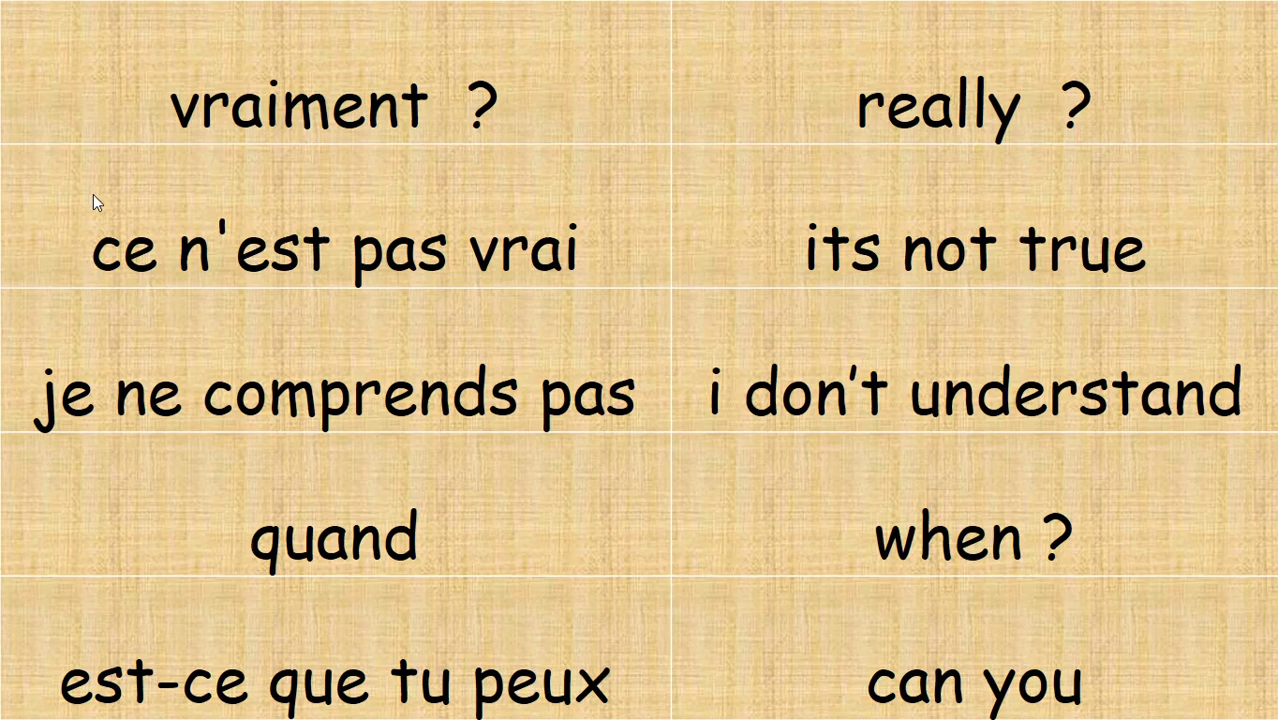 vraiment ? really ?
ce n'est pas vrai its not true
je ne comprends pas i don’t understand
quand when ?
est-ce que tu peux can you